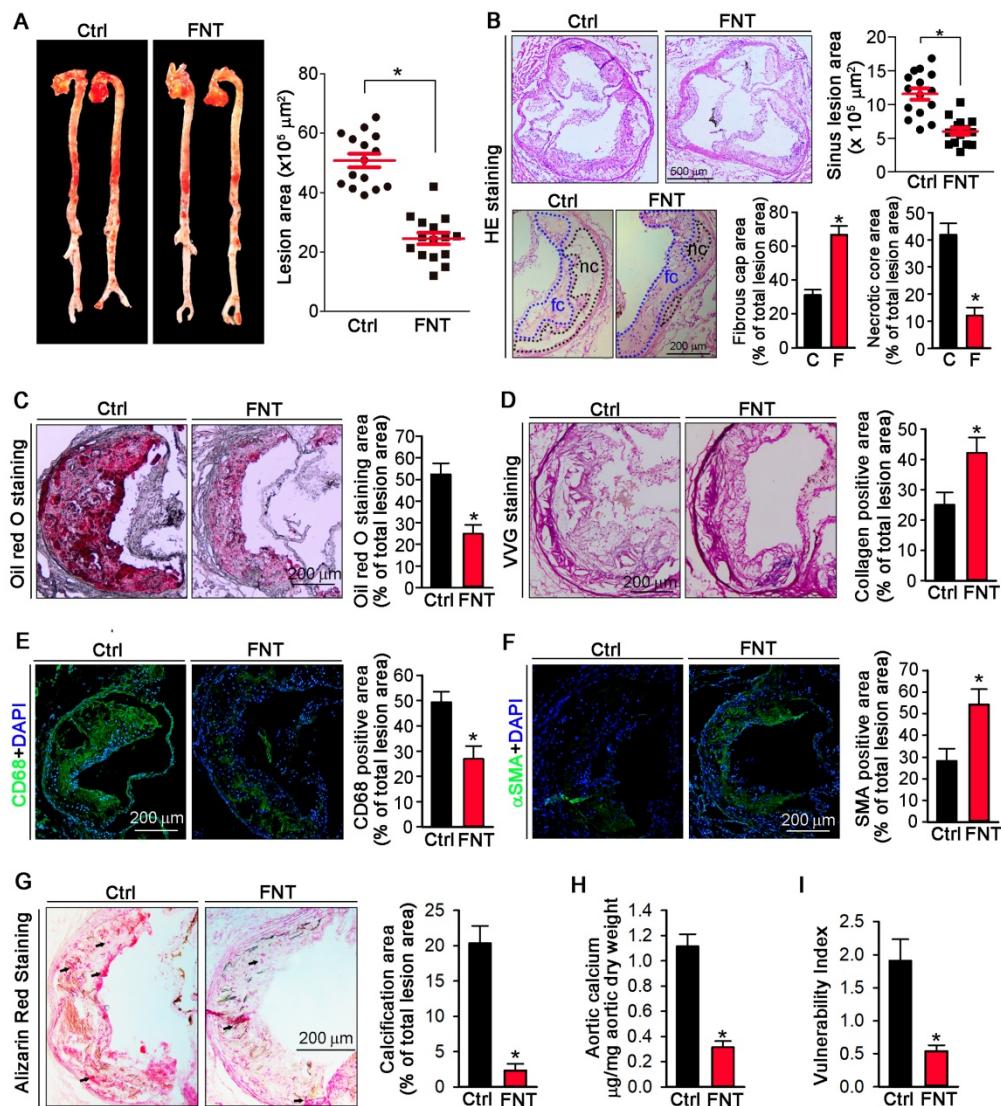 A
Ctrl
FNT
Lesion area (x10⁵ μm²)
80
60
40
20
0
*
Ctrl
FNT
B
HE staining
Ctrl
FNT
500 μm
Sinus lesion area
(x 10⁵ μm²)
20
15
10
5
0
*
Ctrl FNT
Ctrl
FNT
nc
fc
nc
fc
200 μm
Fibrous cap area
(% of total lesion area)
80
60
40
20
0
*
C F
Necrotic core area
(% of total lesion area)
50
40
30
20
10
0
*
C F
C
Oil red O staining
Ctrl
FNT
200 μm
Oil red O staining area
(% of total lesion area)
70
60
50
40
30
20
10
0
*
Ctrl FNT
D
VVG staining
Ctrl
FNT
200 μm
200 μm
Collagen positive area
(% of total lesion area)
50
40
30
20
10
0
*
Ctrl FNT
E
CD68+DAPI
Ctrl
FNT
200 μm
CD68 positive area
(% of total lesion area)
60
50
40
30
20
10
0
*
Ctrl FNT
F
αSMA+DAPI
Ctrl
FNT
200 μm
SMA positive area
(% of total lesion area)
70
60
50
40
30
20
10
0
*
Ctrl FNT
G
Alizarin Red Staining
Ctrl
FNT
200 μm
Calcification area
(% of total lesion area)
25
20
15
10
5
0
*
Ctrl FNT
H
Aortic calcium
μg/mg aortic dry weight
1.4
1.2
1.0
0.8
0.6
0.4
0.2
0
*
Ctrl FNT
I
Vulnerability Index
2.5
2.0
1.5
1.0
0.5
0
*
Ctrl FNT